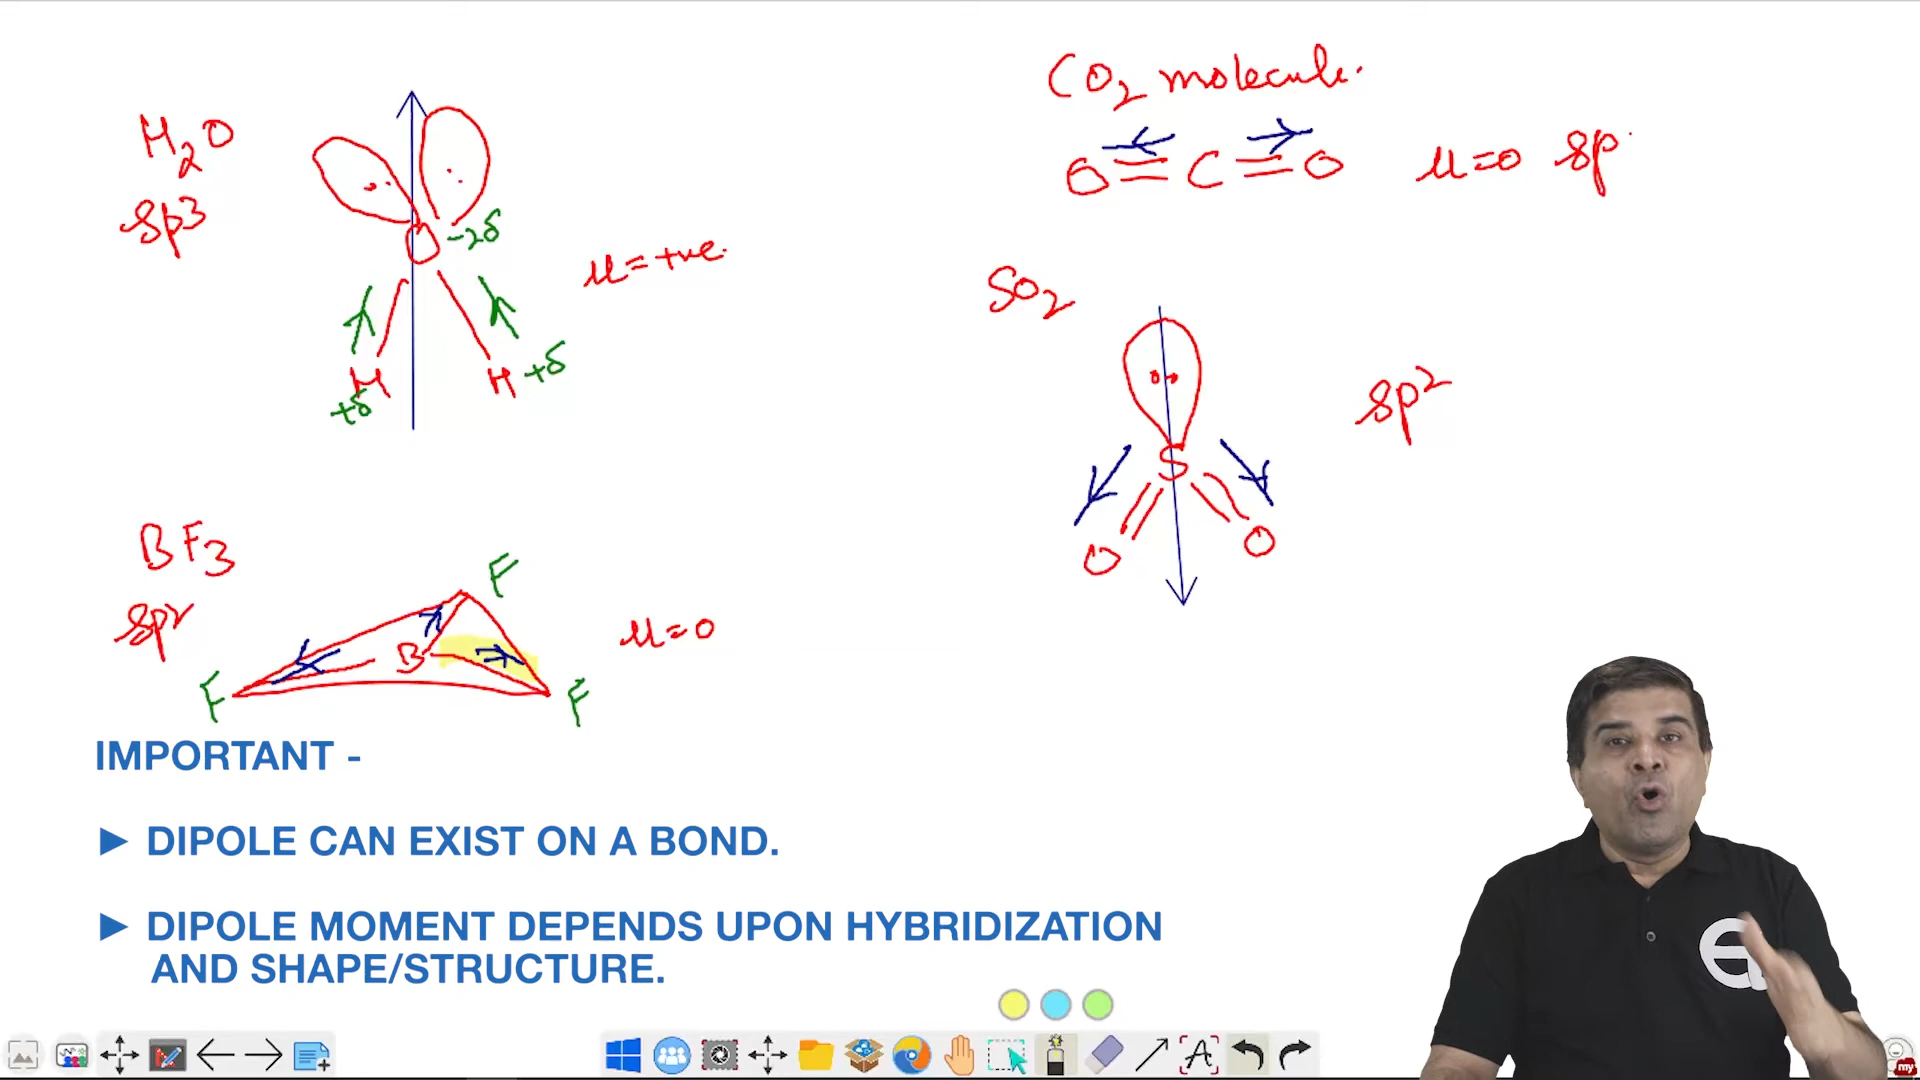 H2O
sp3
O -2δ
H H +δ
+δ
μ=+ve
CO2 molecule.
O=C=O μ=0 sp
SO2
S
O O
sp2
BF3
sp2
F
B
F F
μ=0
IMPORTANT -
► DIPOLE CAN EXIST ON A BOND.
► DIPOLE MOMENT DEPENDS UPON HYBRIDIZATION
AND SHAPE/STRUCTURE.
A
my